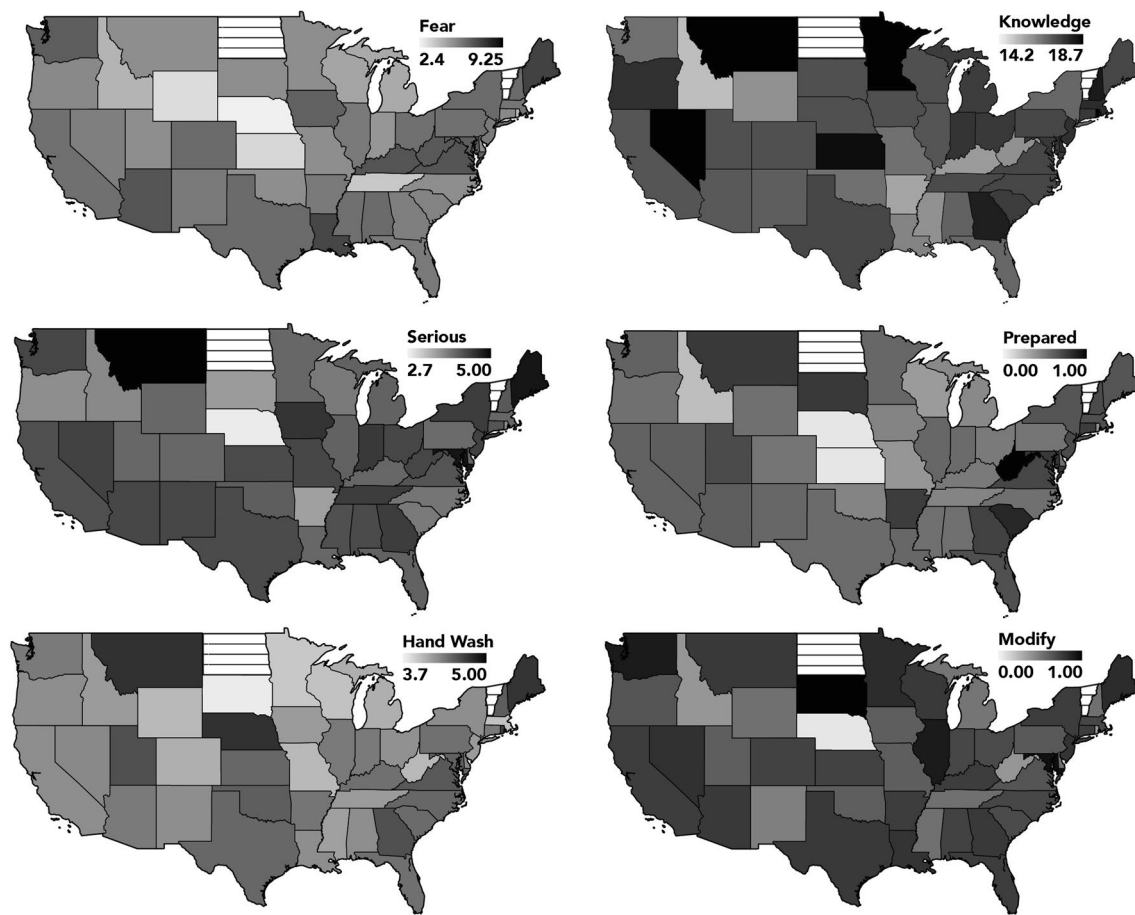 Fear
2.4 9.25
Knowledge
14.2 18.7
Serious
2.7 5.00
Prepared
0.00 1.00
Hand Wash
3.7 5.00
Modify
0.00 1.00